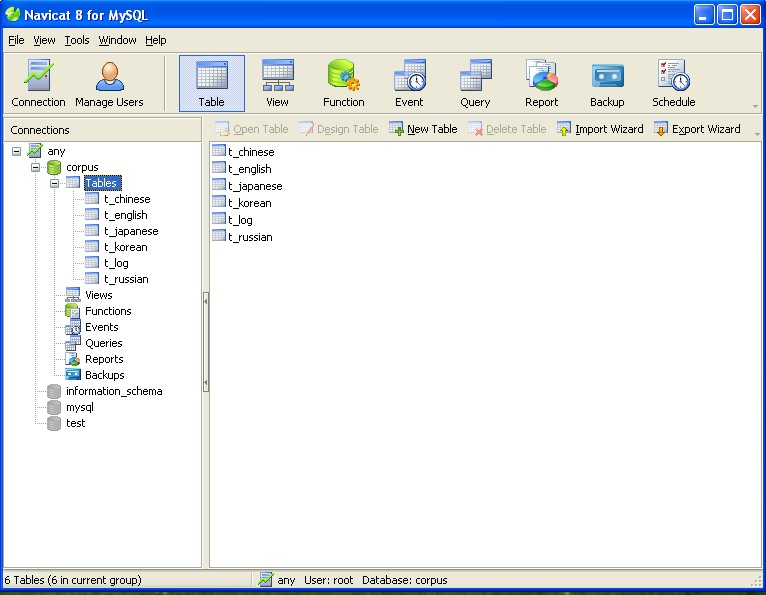 Navicat 8 for MySQL
File View Tools Window Help
Connection Manage Users Table View Function Event Query Report Backup Schedule
Connections
Open Table Design Table New Table Delete Table Import Wizard Export Wizard
any
corpus
Tables
t_chinese
t_english
t_japanese
t_korean
t_log
t_russian
Views
Functions
Events
Queries
Reports
Backups
information_schema
mysql
test
t_chinese
t_english
t_japanese
t_korean
t_log
t_russian
6 Tables (6 in current group) any User: root Database: corpus